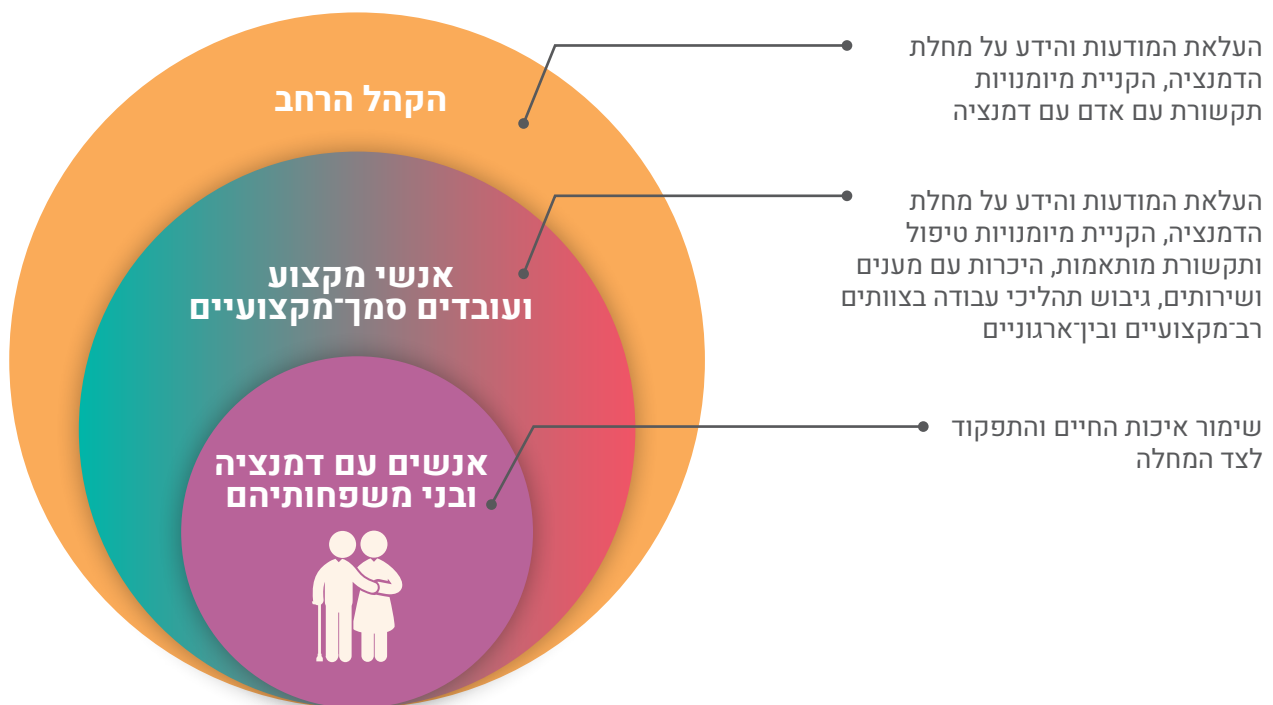 הקהל הרחב
העלאת המודעות והידע על מחלת
הדמנציה, הקניית מיומנויות
תקשורת עם אדם עם דמנציה
אנשי מקצוע
ועובדים סמך־מקצועיים
העלאת המודעות והידע על מחלת
הדמנציה, הקניית מיומנויות טיפול
ותקשורת מותאמות, היכרות עם מענים
ושירותים, גיבוש תהליכי עבודה בצוותים
רב־מקצועיים ובין־ארגוניים
אנשים עם דמנציה
ובני משפחותיהם
שימור איכות החיים והתפקוד
לצד המחלה